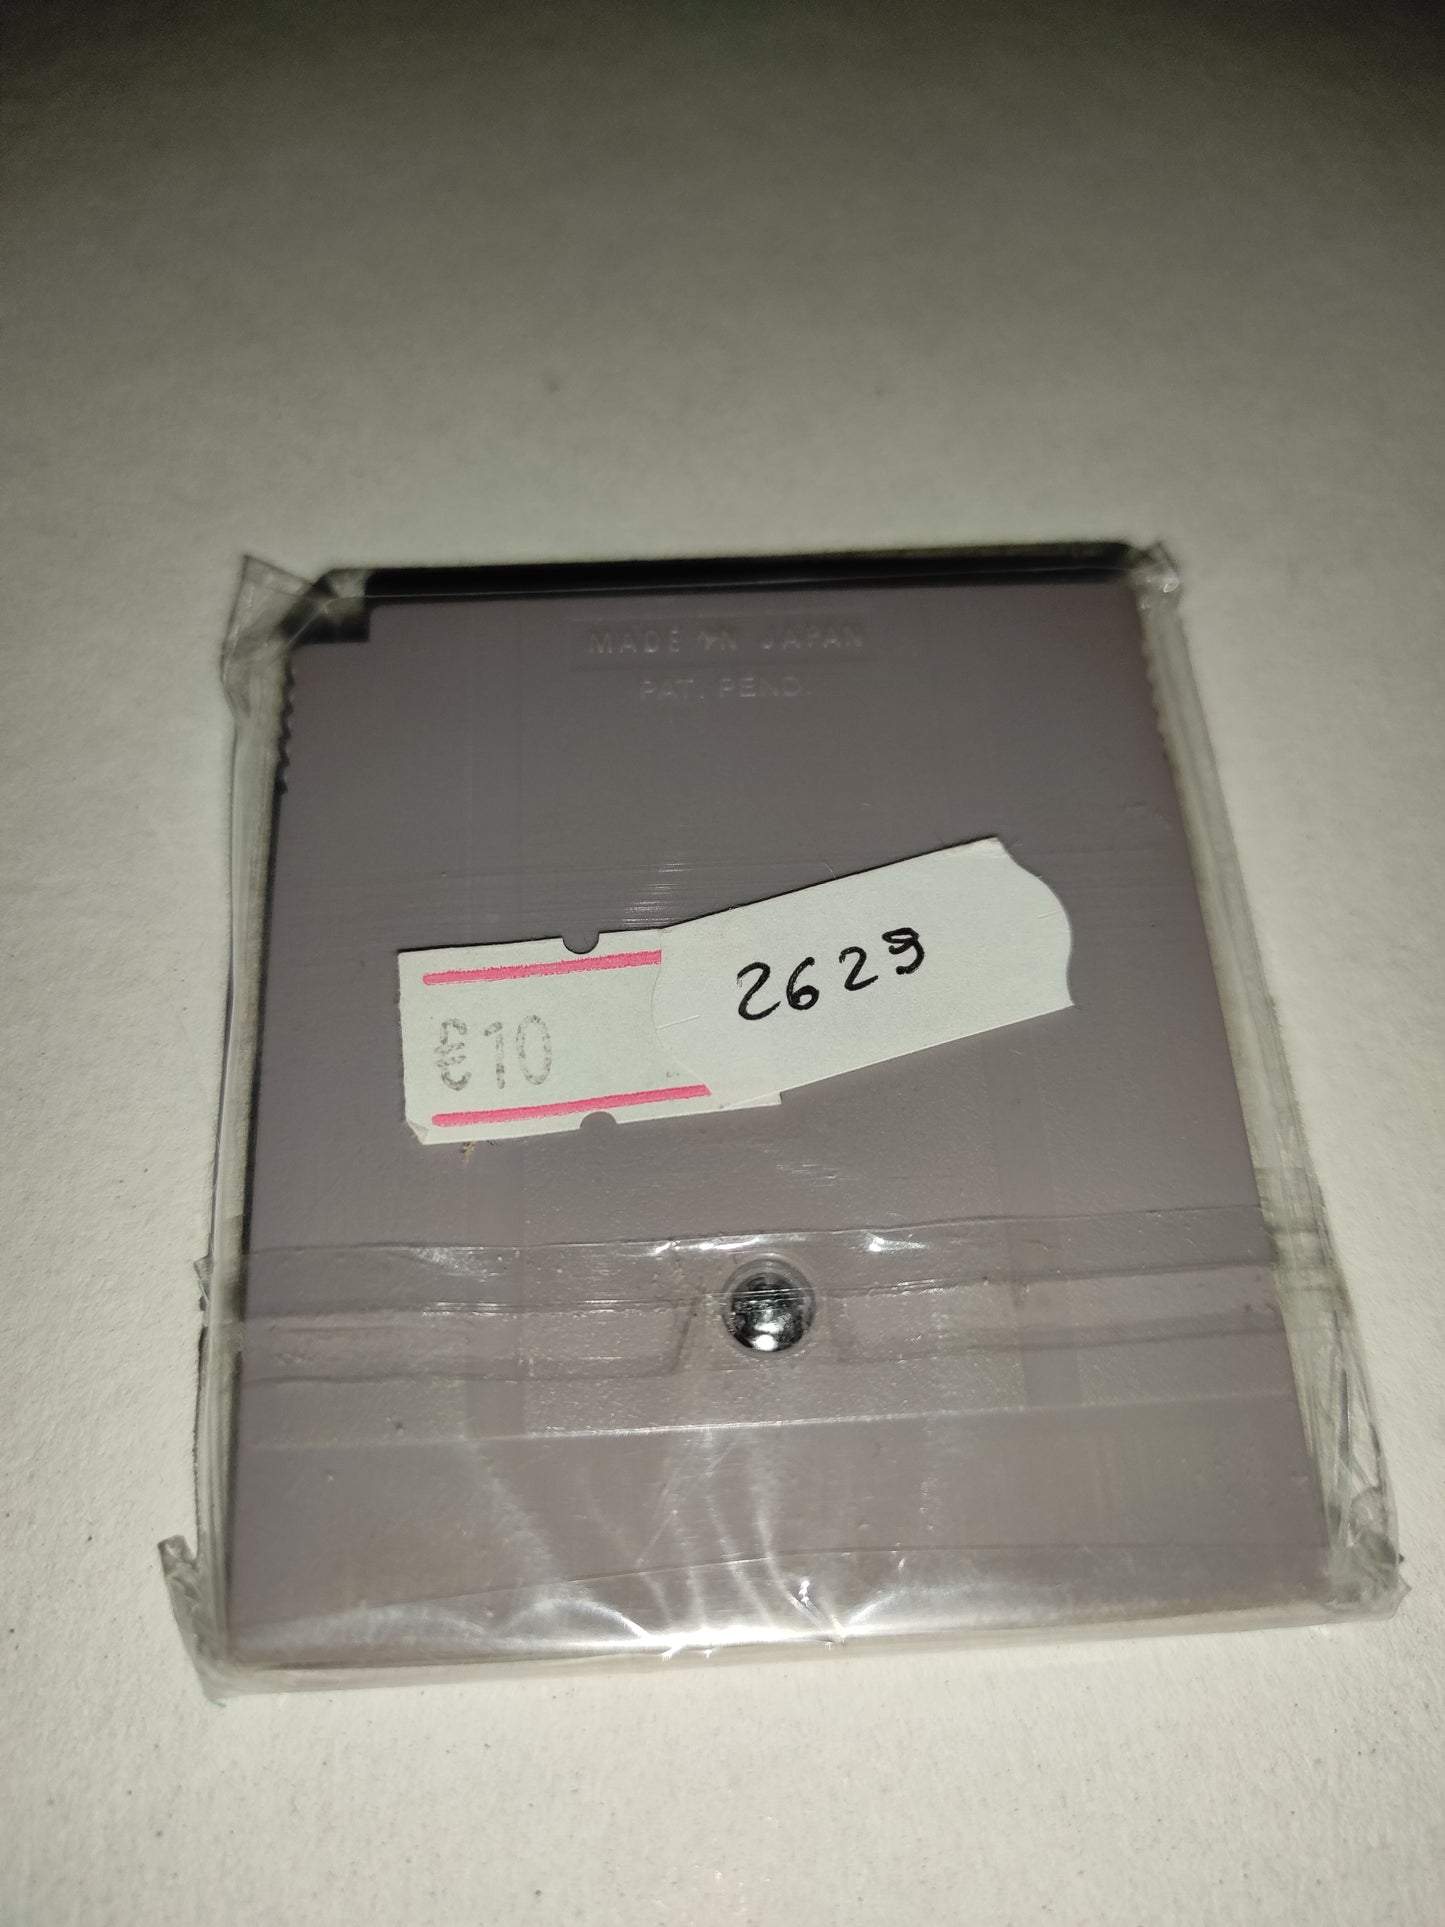 MADE IN JAPAN
PAT. PEND.
€10
2629